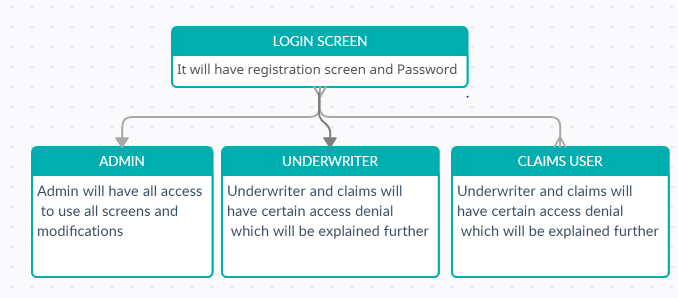 LOGIN SCREEN
It will have registration screen and Password
ADMIN
Admin will have all access
to use all screens and
modifications
UNDERWRITER
Underwriter and claims will
have certain access denial
which will be explained further
CLAIMS USER
Underwriter and claims will
have certain access denial
which will be explained further